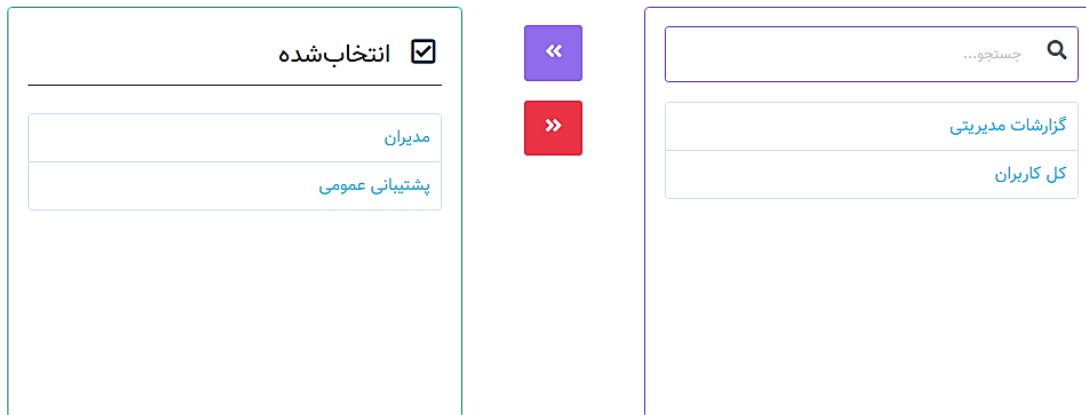 جستجو...
گزارشات مدیریتی
کل کاربران
انتخاب‌شده
مدیران
پشتیبانی عمومی